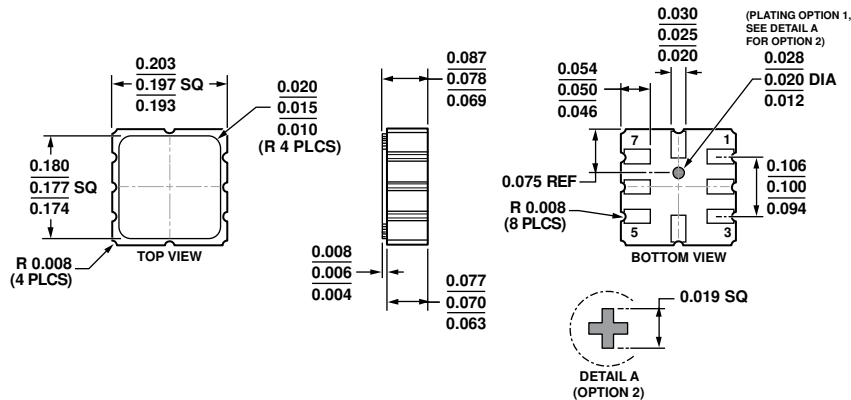 0.203
0.197 SQ
0.193
0.020
0.015
0.010
(R 4 PLCS)
0.180
0.177 SQ
0.174
R 0.008
(4 PLCS)
TOP VIEW
0.087
0.078
0.069
0.008
0.006
0.004
0.077
0.070
0.063
0.030
0.025
0.020
(PLATING OPTION 1,
SEE DETAIL A
FOR OPTION 2)
0.054
0.050
0.046
0.028
0.020 DIA
0.012
7
1
0.075 REF
0.106
0.100
0.094
R 0.008
(8 PLCS)
5
3
BOTTOM VIEW
0.019 SQ
DETAIL A
(OPTION 2)